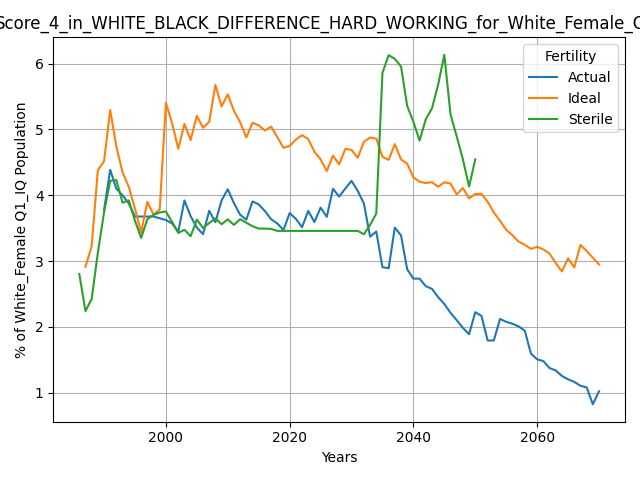 Score_4_in_WHITE_BLACK_DIFFERENCE_HARD_WORKING_for_White_Female_
Fertility
Actual
Ideal
Sterile
% of White_Female Q1_IQ Population
6
5
4
3
2
1
2000
2020
2040
2060
Years